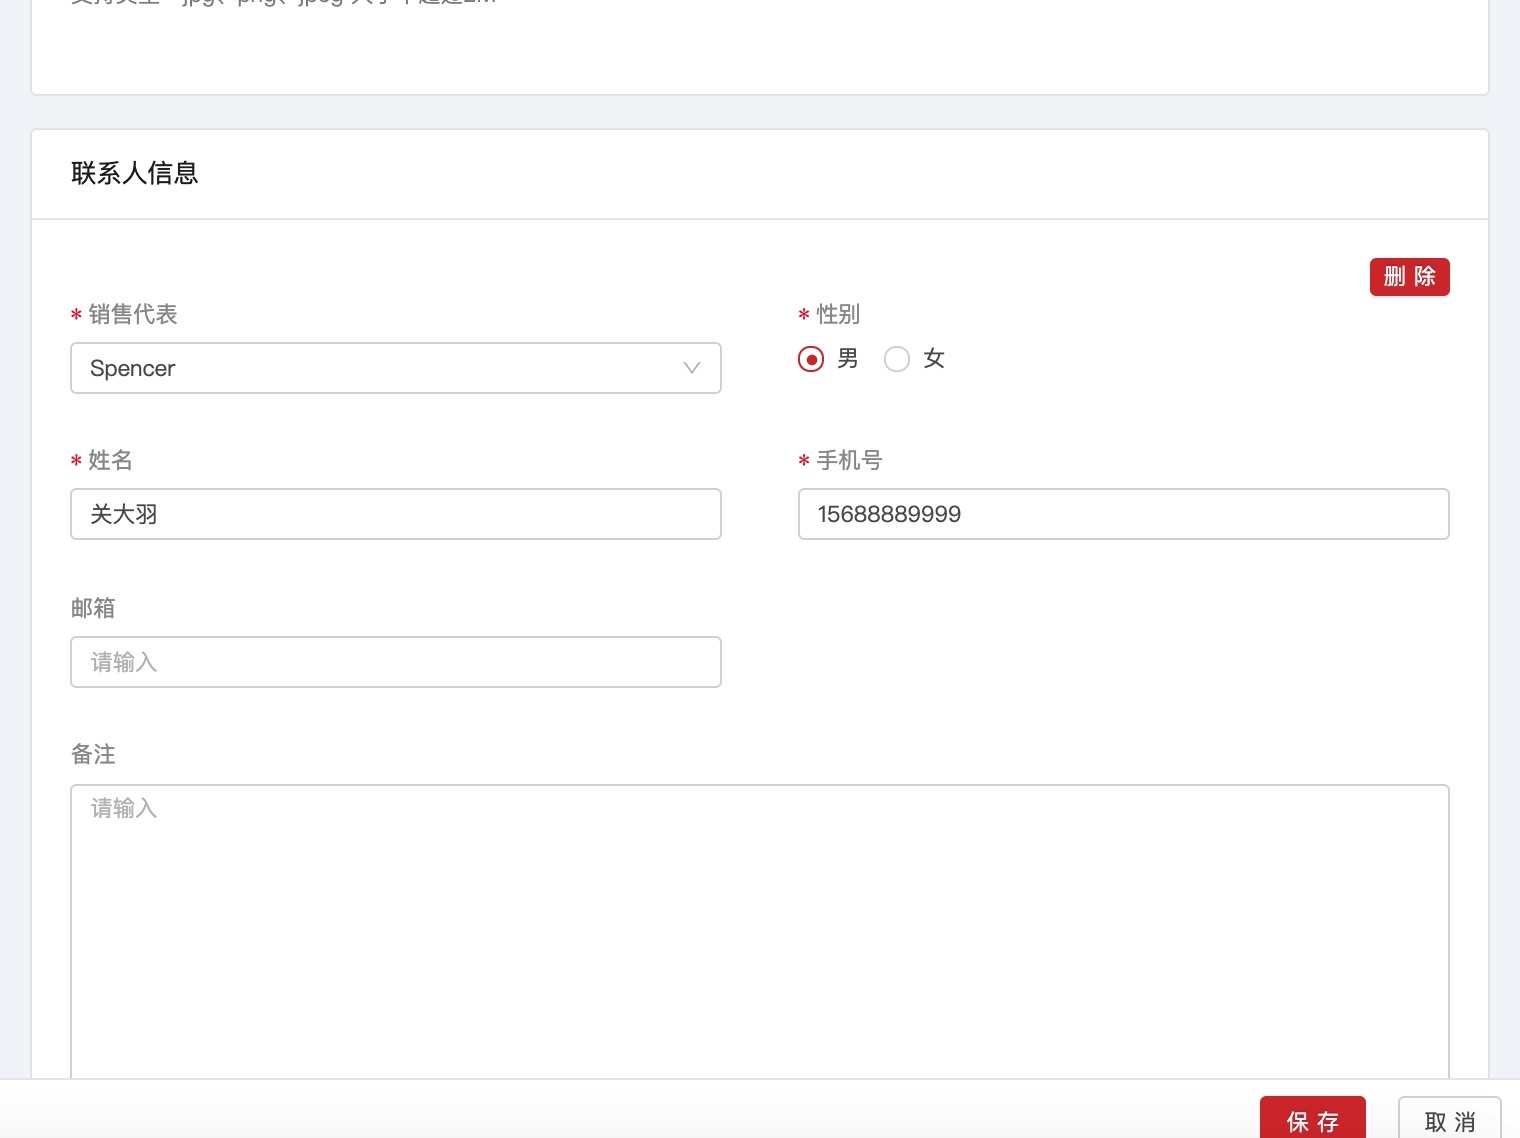 联系人信息
删 除
* 销售代表
* 性别
Spencer
男
女
* 姓名
* 手机号
关大羽
15688889999
邮箱
请输入
备注
请输入
保 存
取 消